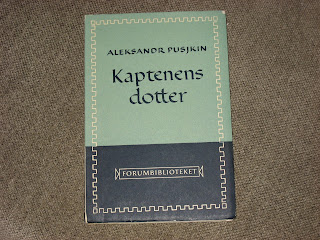 ALEKSANDR PUSJKIN
Kaptenens
dotter
FORUMBIBLIOTEKET